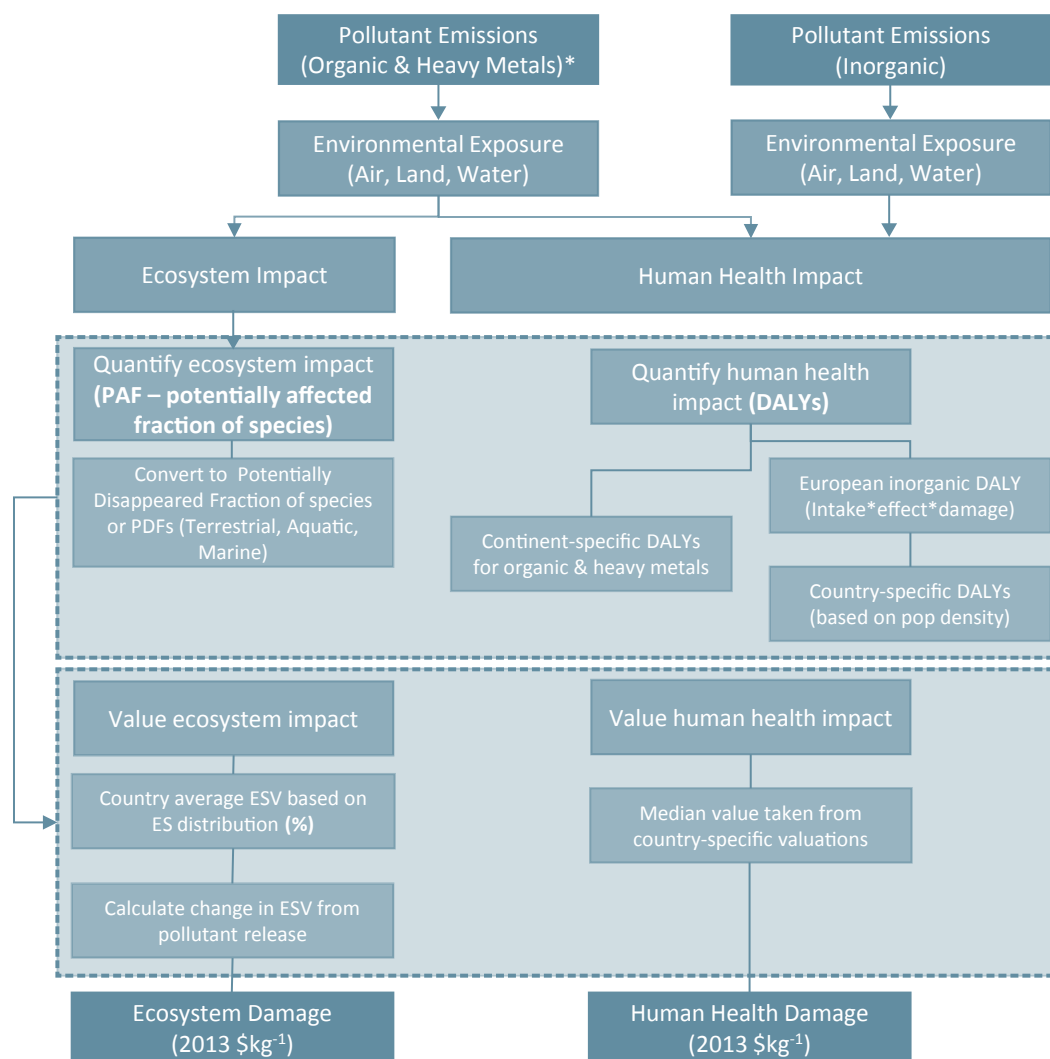 Pollutant Emissions
(Organic & Heavy Metals)*
Pollutant Emissions
(Inorganic)
Environmental Exposure
(Air, Land, Water)
Environmental Exposure
(Air, Land, Water)
Ecosystem Impact
Human Health Impact
Quantify ecosystem impact
(PAF – potentially affected
fraction of species)
Quantify human health
impact (DALYs)
Convert to Potentially
Disappeared Fraction of species
or PDFs (Terrestrial, Aquatic,
Marine)
European inorganic DALY
(Intake*effect*damage)
Continent-specific DALYs
for organic & heavy metals
Country-specific DALYs
(based on pop density)
Value ecosystem impact
Value human health impact
Country average ESV based on
ES distribution (%)
Median value taken from
country-specific valuations
Calculate change in ESV from
pollutant release
Ecosystem Damage
(2013 $kg⁻¹)
Human Health Damage
(2013 $kg⁻¹)